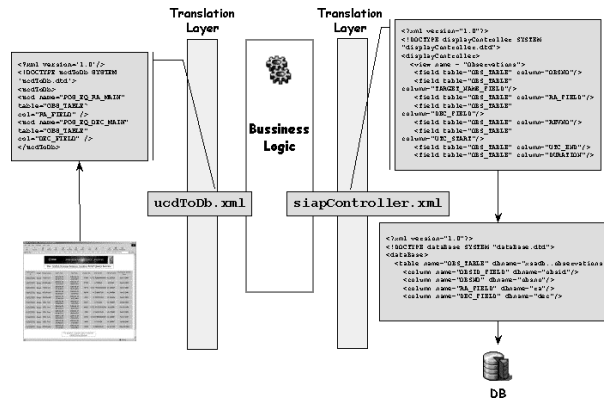 Translation
Layer
Translation
Layer
<?xml version='1.0'/>
<!DOCTYPE ucdToDb SYSTEM
"ucdToDb.dtd">
<ucdToDb>
<ucd name="POS_EQ_RA_MAIN"
table="OBS_TABLE"
col="RA_FIELD" />
<ucd name="POS_EQ_DEC_MAIN"
table="OBS_TABLE"
col="DEC_FIELD" />
</ucdToDb>
Bussiness
Logic
ucdToDb.xml
siapController.xml
<?xml version="1.0"?>
<!DOCTYPE displayController SYSTEM
"displayController.dtd">
<displayController>
<view name = "Observations">
<field table="OBS_TABLE" column="OBSNO"/>
<field table="OBS_TABLE"
column="TARGET_NAME_FIELD"/>
<field table="OBS_TABLE" column="RA_FIELD"/>
<field table="OBS_TABLE"
column="DEC_FIELD"/>
<field table="OBS_TABLE" column="REVNO"/>
<field table="OBS_TABLE"
column="UTC_START"/>
<field table="OBS_TABLE" column="UTC_END"/>
<field table="OBS_TABLE" column="DURATION"/>
<?xml version="1.0"?>
<!DOCTYPE database SYSTEM "database.dtd">
<database>
<table name="OBS_TABLE" dbname="xsadb..observations
<column name="OBSID_FIELD" dbname="obsid"/>
<column name="OBSNO" dbname="obsno"/>
<column name="RA_FIELD" dbname="ra"/>
<column name="DEC_FIELD" dbname="dec"/>
DB